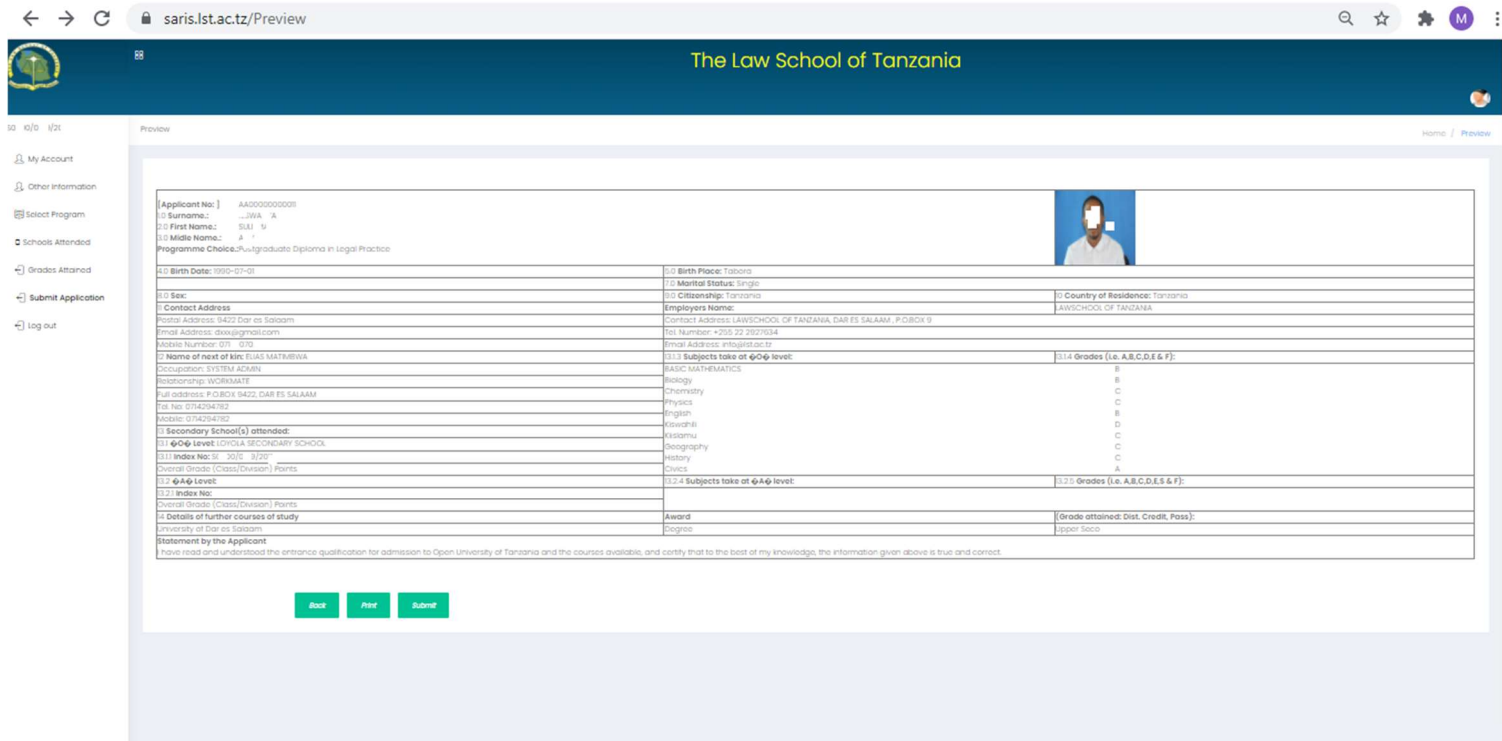 saris.lst.ac.tz/Preview
M
The Law School of Tanzania
Preview
Home / Preview
My Account
Other Information
Select Program
Schools Attended
Grades Attained
Submit Application
Log out
[Applicant No: ] AA0000000011
1.0 Surname.:
2.0 First Name.:
3.0 Midle Name.: A
Programme Choice.: Postgraduate Diploma in Legal Practice
4.0 Birth Date: 1990-07-01 5.0 Birth Place: Tabora
7.0 Marital Status: Single
8.0 Sex: 9.0 Citizenship: Tanzania 10 Country of Residence: Tanzania
11 Contact Address Employers Name: LAWSCHOOL OF TANZANIA
Postal Address: 9422 Dar es Salaam Contact Address: LAWSCHOOL OF TANZANIA, DAR ES SALAAM , P.O.BOX 9
Email Address: Tel. Number: +255 22 2927634
Mobile Number: 071 070 Email Address: info@lst.ac.tz
12 Name of next of kin: ELIAS MATIMBWA 13.1.3 Subjects take at �O� level: 13.1.4 Grades (i.e. A,B,C,D,E & F):
Occupation: SYSTEM ADMIN BASIC MATHEMATICS B
Relationship: WORKMATE Biology B
Full address: P.O.BOX 9422, DAR ES SALAAM Chemistry C
Tel. No: 0714294782 Physics C
Mobile: 0714294782 English B
13 Secondary School(s) attended: Kiswahili D
13.1 �O� Level: LOYOLA SECONDARY SCHOOL Kiislamu C
Geography C
13.1.1 Index No: History C
Overall Grade (Class/Division) Points Civics A
13.2 �A� Level: 13.2.4 Subjects take at �A� level: 13.2.5 Grades (i.e. A,B,C,D,E,S & F):
13.2.1 Index No:
Overall Grade (Class/Division) Points
14 Details of further courses of study Award (Grade attained: Dist. Credit, Pass):
University of Dar es Salaam Degree Upper Seco
Statement by the Applicant
I have read and understood the entrance qualification for admission to Open University of Tanzania and the courses available, and certify that to the best of my knowledge, the information given above is true and correct.
Back Print Submit